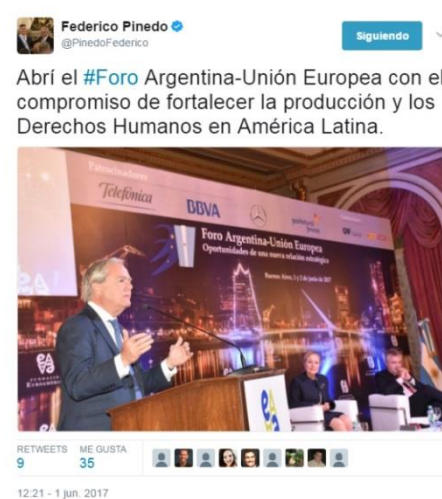 Federico Pinedo
@PinedoFederico
Siguiendo
Abrí el #Foro Argentina-Unión Europea con el
compromiso de fortalecer la producción y los
Derechos Humanos en América Latina.
Patrocinadores
Telefónica
BBVA
Foro Argentina-Unión Europea
Oportunidades de una nueva relación estratégica
Buenos Aires, 1 y 2 de junio de 2017
RETWEETS
ME GUSTA
9
35
12:21 - 1 jun. 2017